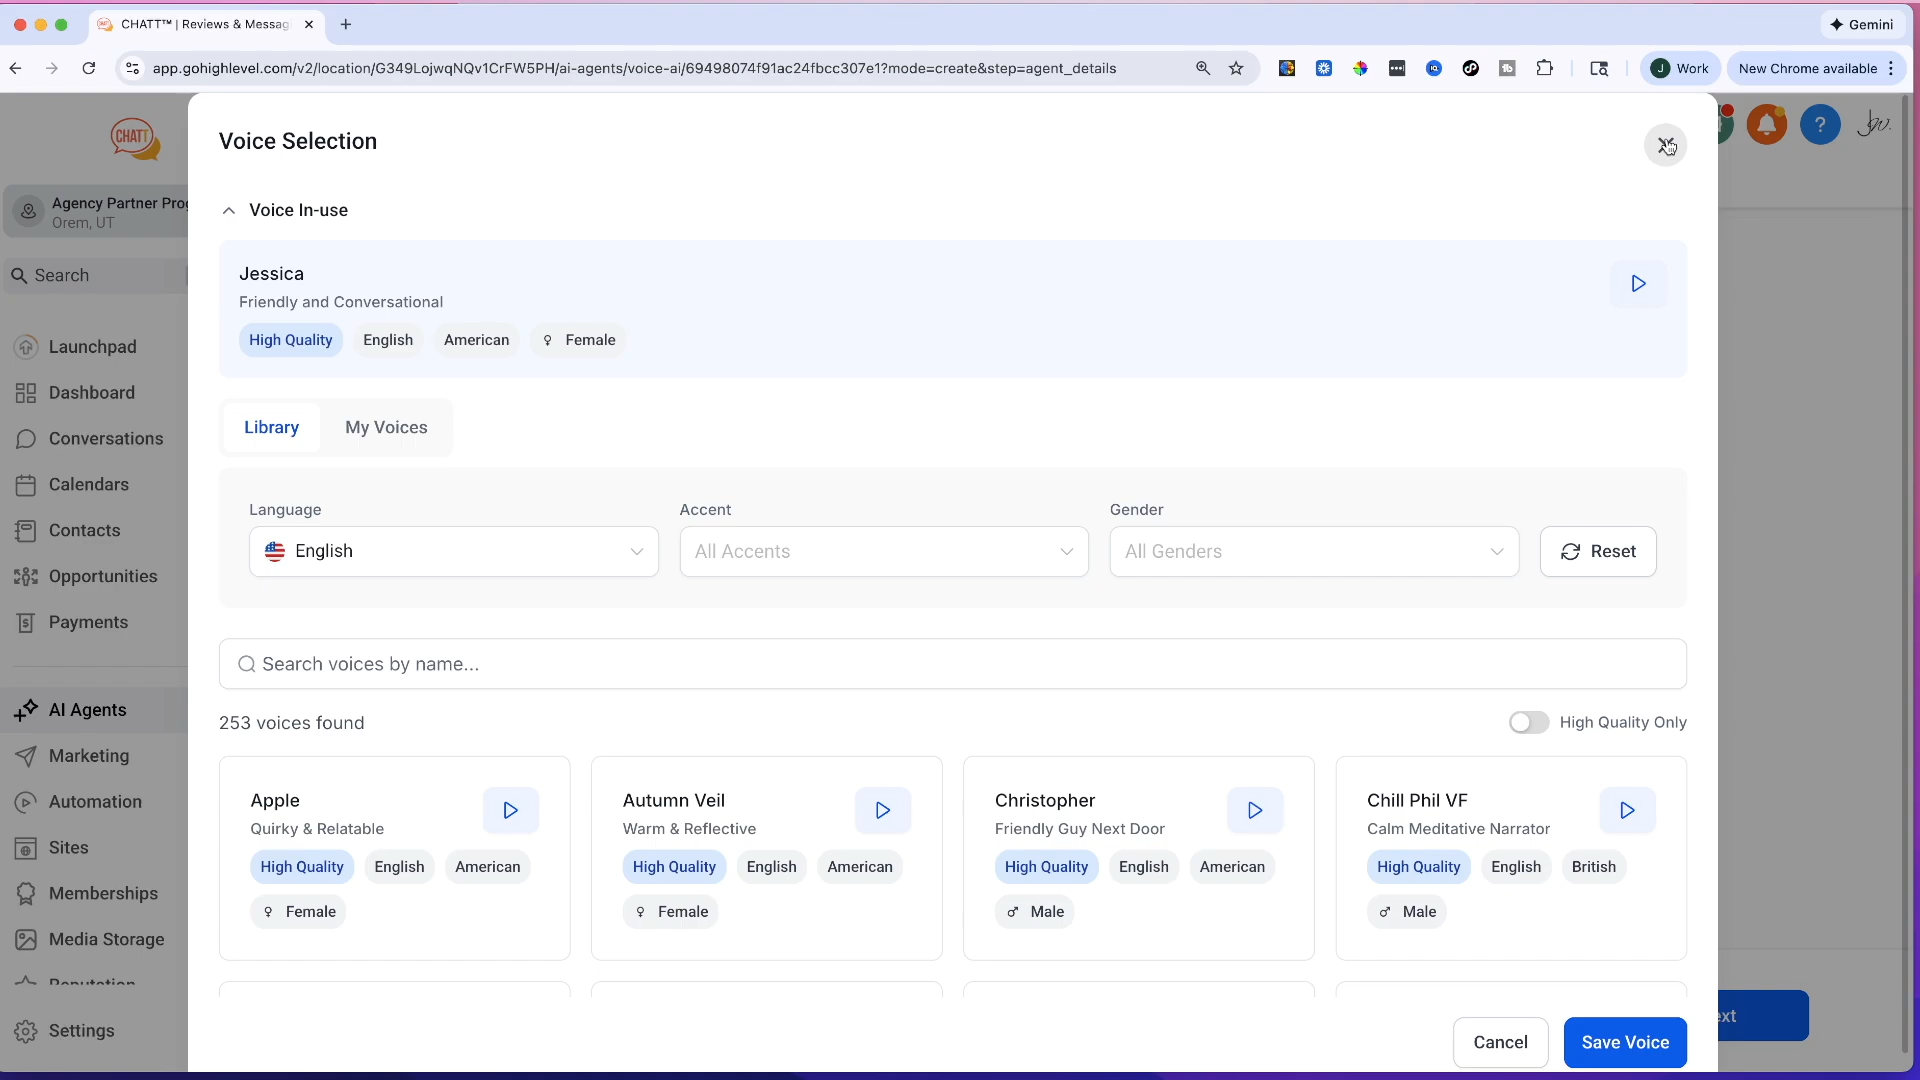 CHATT™ | Reviews & Messag
Gemini
app.gohighlevel.com/v2/location/G349LojwqNQv1CrFW5PH/ai-agents/voice-ai/69498074f91ac24fbcc307e1?mode=create&step=agent_details
J Work
New Chrome available
CHATT
Agency Partner Prog
Orem, UT
Search
Launchpad
Dashboard
Conversations
Calendars
Contacts
Opportunities
Payments
AI Agents
Marketing
Automation
Sites
Memberships
Media Storage
Reputation
Settings
Voice Selection
Voice In-use
Jessica
Friendly and Conversational
High Quality English American Female
Library My Voices
Language Accent Gender
English All Accents All Genders Reset
Search voices by name...
253 voices found High Quality Only
Apple
Quirky & Relatable
High Quality English American
Female
Autumn Veil
Warm & Reflective
High Quality English American
Female
Christopher
Friendly Guy Next Door
High Quality English American
Male
Chill Phil VF
Calm Meditative Narrator
High Quality English British
Male
Cancel Save Voice
ext